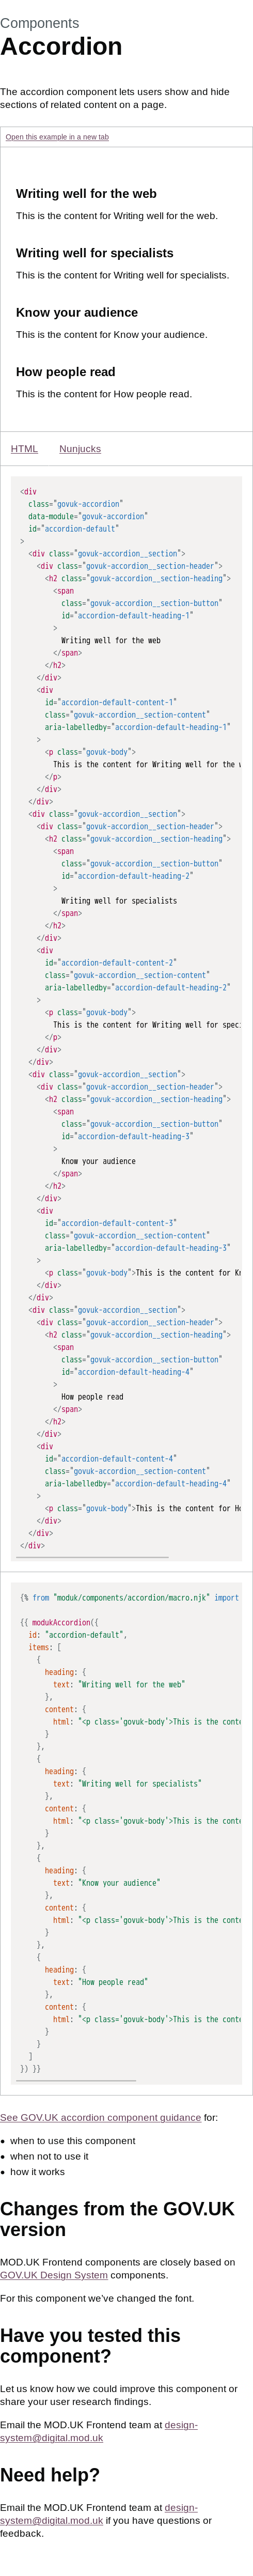 Components
Accordion
The accordion component lets users show and hide
sections of related content on a page.
Open this example in a new tab
Writing well for the web
This is the content for Writing well for the web.
Writing well for specialists
This is the content for Writing well for specialists.
Know your audience
This is the content for Know your audience.
How people read
This is the content for How people read.
HTML Nunjucks
<div
  class="govuk-accordion"
  data-module="govuk-accordion"
  id="accordion-default"
>
  <div class="govuk-accordion__section">
    <div class="govuk-accordion__section-header">
      <h2 class="govuk-accordion__section-heading">
        <span
          class="govuk-accordion__section-button"
          id="accordion-default-heading-1"
        >
          Writing well for the web
        </span>
      </h2>
    </div>
    <div
      id="accordion-default-content-1"
      class="govuk-accordion__section-content"
      aria-labelledby="accordion-default-heading-1"
    >
      <p class="govuk-body">
        This is the content for Writing well for the
      </p>
    </div>
  </div>
  <div class="govuk-accordion__section">
    <div class="govuk-accordion__section-header">
      <h2 class="govuk-accordion__section-heading">
        <span
          class="govuk-accordion__section-button"
          id="accordion-default-heading-2"
        >
          Writing well for specialists
        </span>
      </h2>
    </div>
    <div
      id="accordion-default-content-2"
      class="govuk-accordion__section-content"
      aria-labelledby="accordion-default-heading-2"
    >
      <p class="govuk-body">
        This is the content for Writing well for speci
      </p>
    </div>
  </div>
  <div class="govuk-accordion__section">
    <div class="govuk-accordion__section-header">
      <h2 class="govuk-accordion__section-heading">
        <span
          class="govuk-accordion__section-button"
          id="accordion-default-heading-3"
        >
          Know your audience
        </span>
      </h2>
    </div>
    <div
      id="accordion-default-content-3"
      class="govuk-accordion__section-content"
      aria-labelledby="accordion-default-heading-3"
    >
      <p class="govuk-body">This is the content for Kn
    </div>
  </div>
  <div class="govuk-accordion__section">
    <div class="govuk-accordion__section-header">
      <h2 class="govuk-accordion__section-heading">
        <span
          class="govuk-accordion__section-button"
          id="accordion-default-heading-4"
        >
          How people read
        </span>
      </h2>
    </div>
    <div
      id="accordion-default-content-4"
      class="govuk-accordion__section-content"
      aria-labelledby="accordion-default-heading-4"
    >
      <p class="govuk-body">This is the content for Ho
    </div>
  </div>
</div>
{% from "moduk/components/accordion/macro.njk" import
{{ modukAccordion({
  id: "accordion-default",
  items: [
    {
      heading: {
        text: "Writing well for the web"
      },
      content: {
        html: "<p class='govuk-body'>This is the conte
      }
    },
    {
      heading: {
        text: "Writing well for specialists"
      },
      content: {
        html: "<p class='govuk-body'>This is the conte
      }
    },
    {
      heading: {
        text: "Know your audience"
      },
      content: {
        html: "<p class='govuk-body'>This is the conte
      }
    },
    {
      heading: {
        text: "How people read"
      },
      content: {
        html: "<p class='govuk-body'>This is the conte
      }
    }
  ]
}) }}
See GOV.UK accordion component guidance for:
• when to use this component
• when not to use it
• how it works
Changes from the GOV.UK
version
MOD.UK Frontend components are closely based on
GOV.UK Design System components.
For this component we've changed the font.
Have you tested this
component?
Let us know how we could improve this component or
share your user research findings.
Email the MOD.UK Frontend team at design-
system@digital.mod.uk
Need help?
Email the MOD.UK Frontend team at design-
system@digital.mod.uk if you have questions or
feedback.